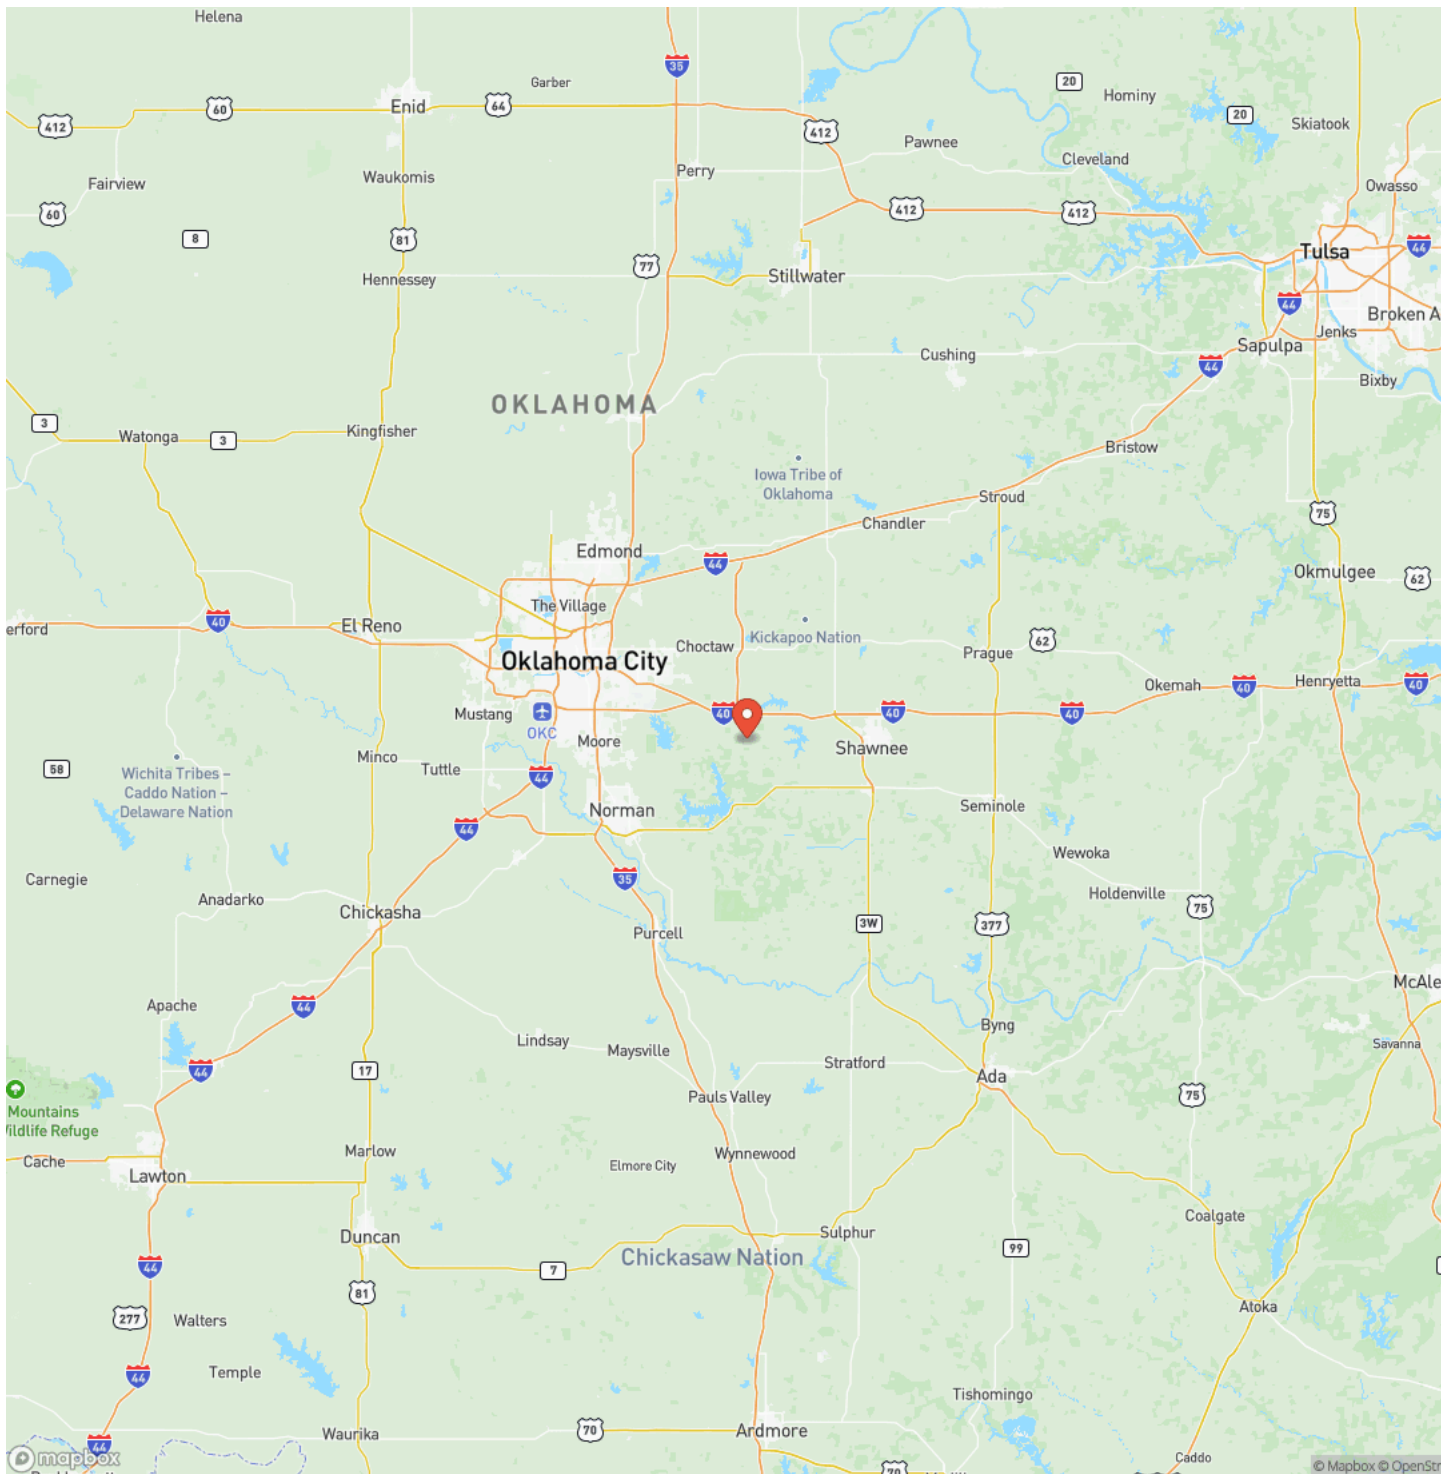 Helena
35
Garber
20
Hominy
Enid
60
64
20
412
412
Skiatook
Pawnee
Cleveland
Perry
Waukomis
Fairview
Owasso
60
412
412
8
81
44
Tulsa
77
Hennessey
Stillwater
44
Broken A
Jenks
Sapulpa
Cushing
44
Bixby
OKLAHOMA
3
Watonga
3
Kingfisher
Bristow
Iowa Tribe of
Oklahoma
Stroud
75
Chandler
Edmond
44
Okmulgee
62
The Village
40
erford
El Reno
Kickapoo Nation
62
Choctaw
Prague
Oklahoma City
Henryetta
40
Okemah
40
Mustang
OKC
40
40
40
Moore
Shawnee
Minco
58
Tuttle
44
Wichita Tribes –
Caddo Nation –
Delaware Nation
Norman
Seminole
44
Wewoka
Carnegie
35
Holdenville
Anadarko
75
Chickasha
3W
377
Purcell
McAle
Apache
44
Byng
Lindsay
Maysville
Savanna
44
17
Stratford
Ada
Mountains
Vildlife Refuge
Pauls Valley
75
Marlow
Wynnewood
Cache
Elmore City
Lawton
Coalgate
Duncan
Sulphur
99
Chickasaw Nation
44
7
81
Atoka
277
Walters
44
Temple
Tishomingo
70
Ardmore
Waurika
44
mapbox
Caddo
70
© Mapbox © OpenStr